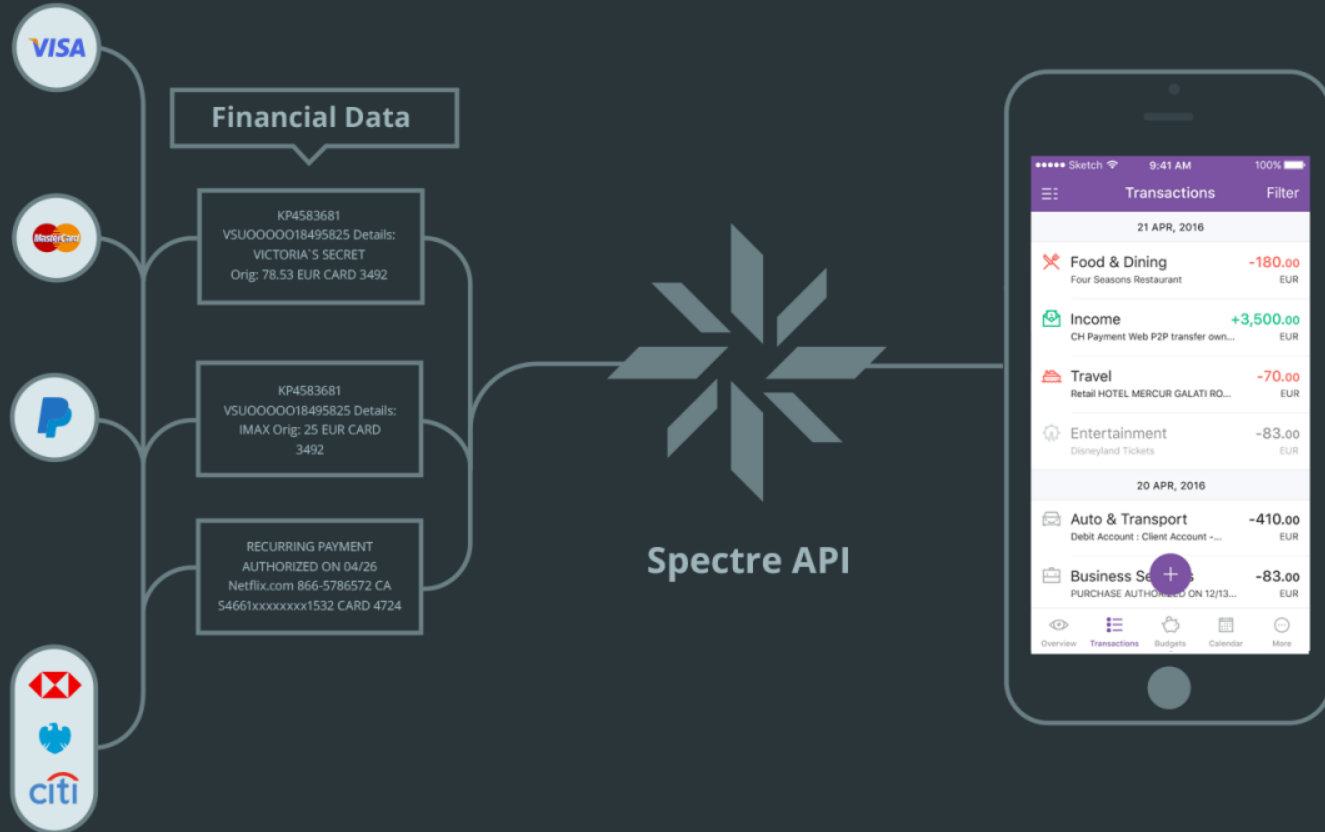 VISA
MasterCard
citi
Financial Data
KP4583681
VSUOOOOO18495825 Details:
VICTORIA`S SECRET
Orig: 78.53 EUR CARD 3492
KP4583681
VSUOOOOO18495825 Details:
IMAX Orig: 25 EUR CARD
3492
RECURRING PAYMENT
AUTHORIZED ON 04/26
Netflix.com 866-5786572 CA
S4661xxxxxxxx1532 CARD 4724
Spectre API
Sketch 9:41 AM 100%
Transactions Filter
21 APR, 2016
Food & Dining -180.00
Four Seasons Restaurant EUR
Income +3,500.00
CH Payment Web P2P transfer own... EUR
Travel -70.00
Retail HOTEL MERCUR GALATI RO... EUR
Entertainment -83.00
Disneyland Tickets EUR
20 APR, 2016
Auto & Transport -410.00
Debit Account : Client Account -... EUR
Business Se s -83.00
PURCHASE AUTHORIZED ON 12/13... EUR
Overview Transactions Budgets Calendar More